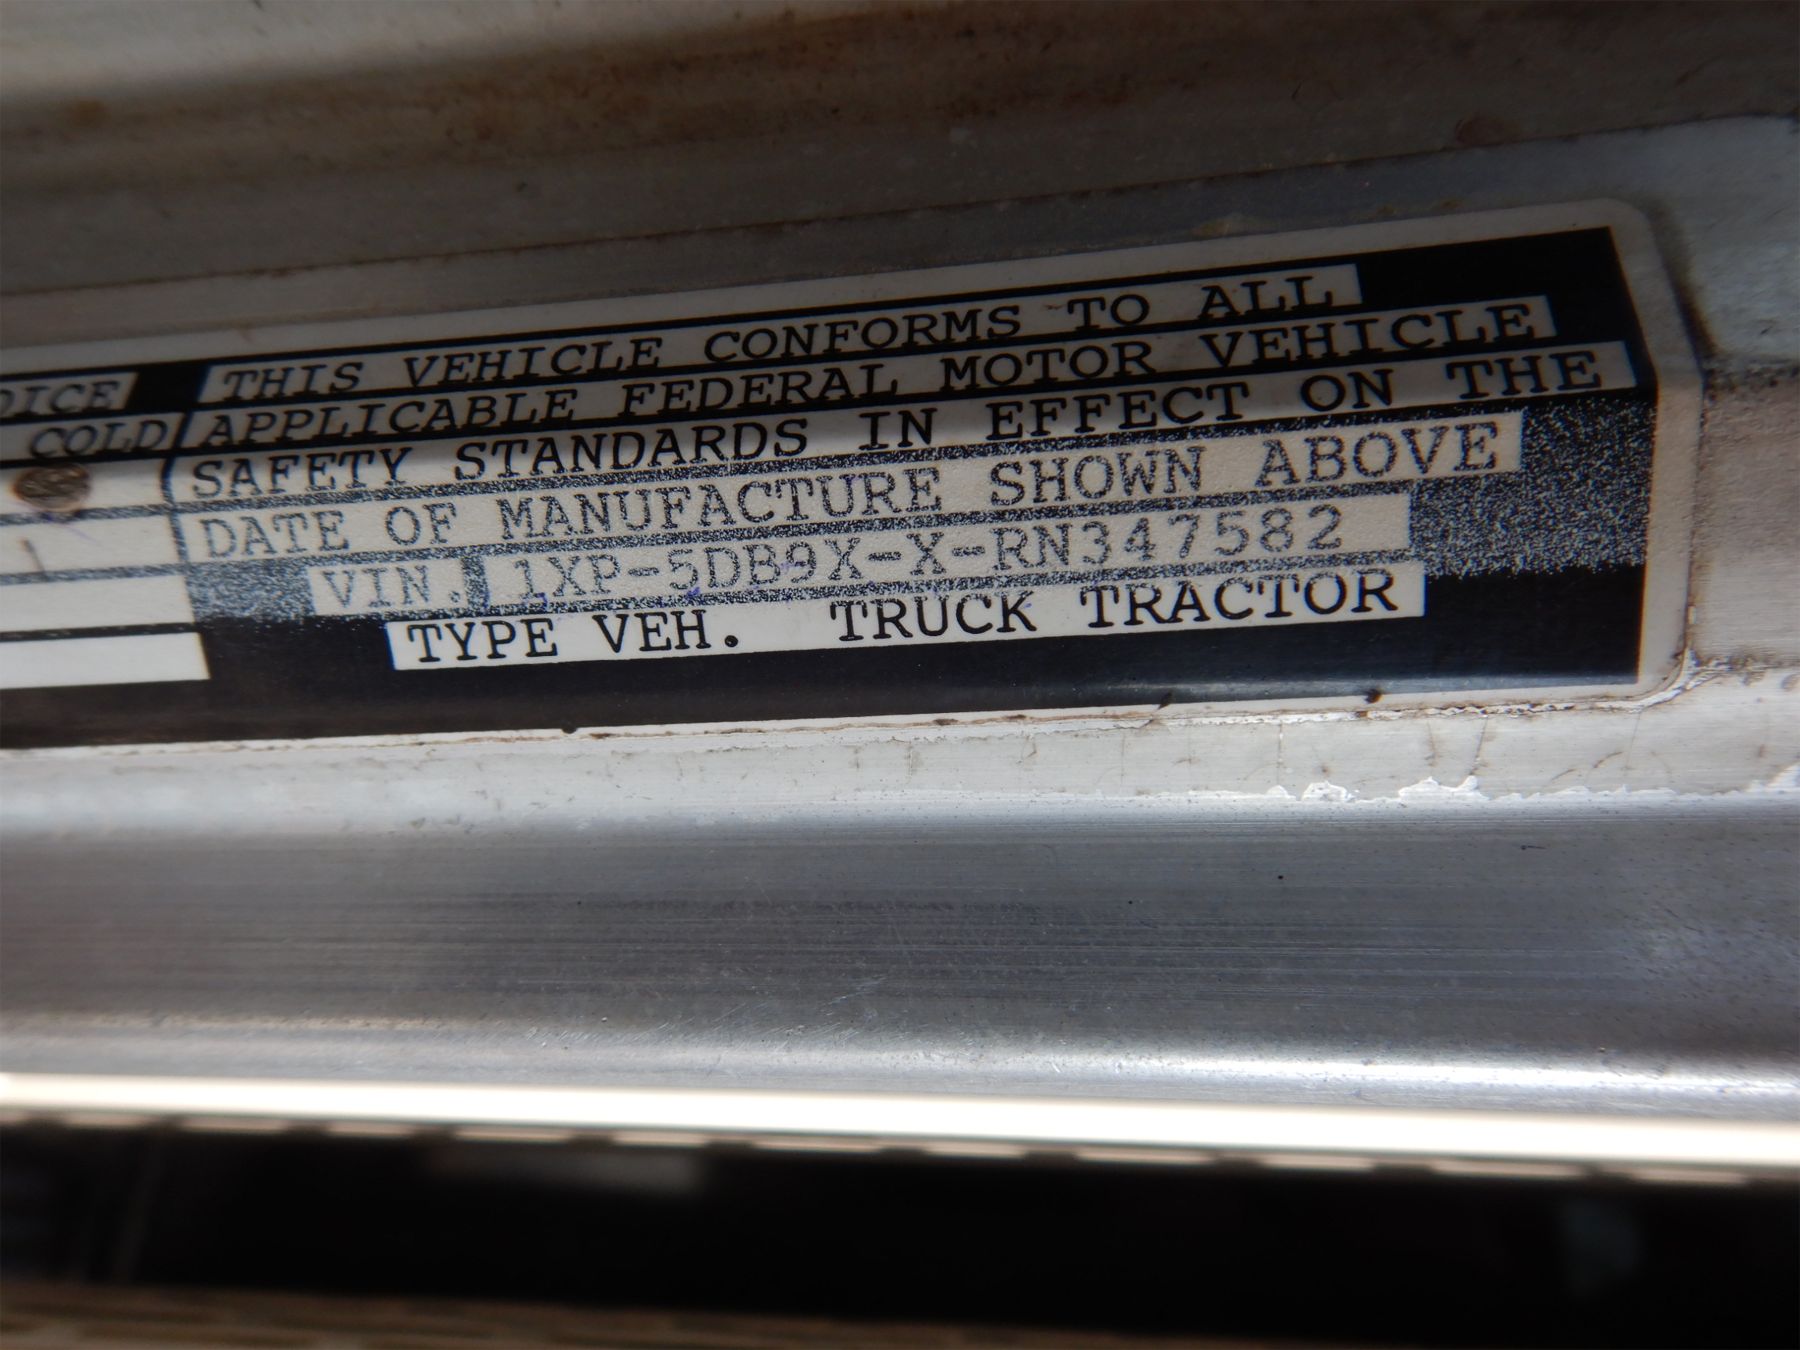 THIS VEHICLE CONFORMS TO ALL
COLD APPLICABLE FEDERAL MOTOR VEHICLE
SAFETY STANDARDS IN EFFECT ON THE
DATE OF MANUFACTURE SHOWN ABOVE
VIN. 1XP-5DB9X-X-RN347582
TYPE VEH. TRUCK TRACTOR